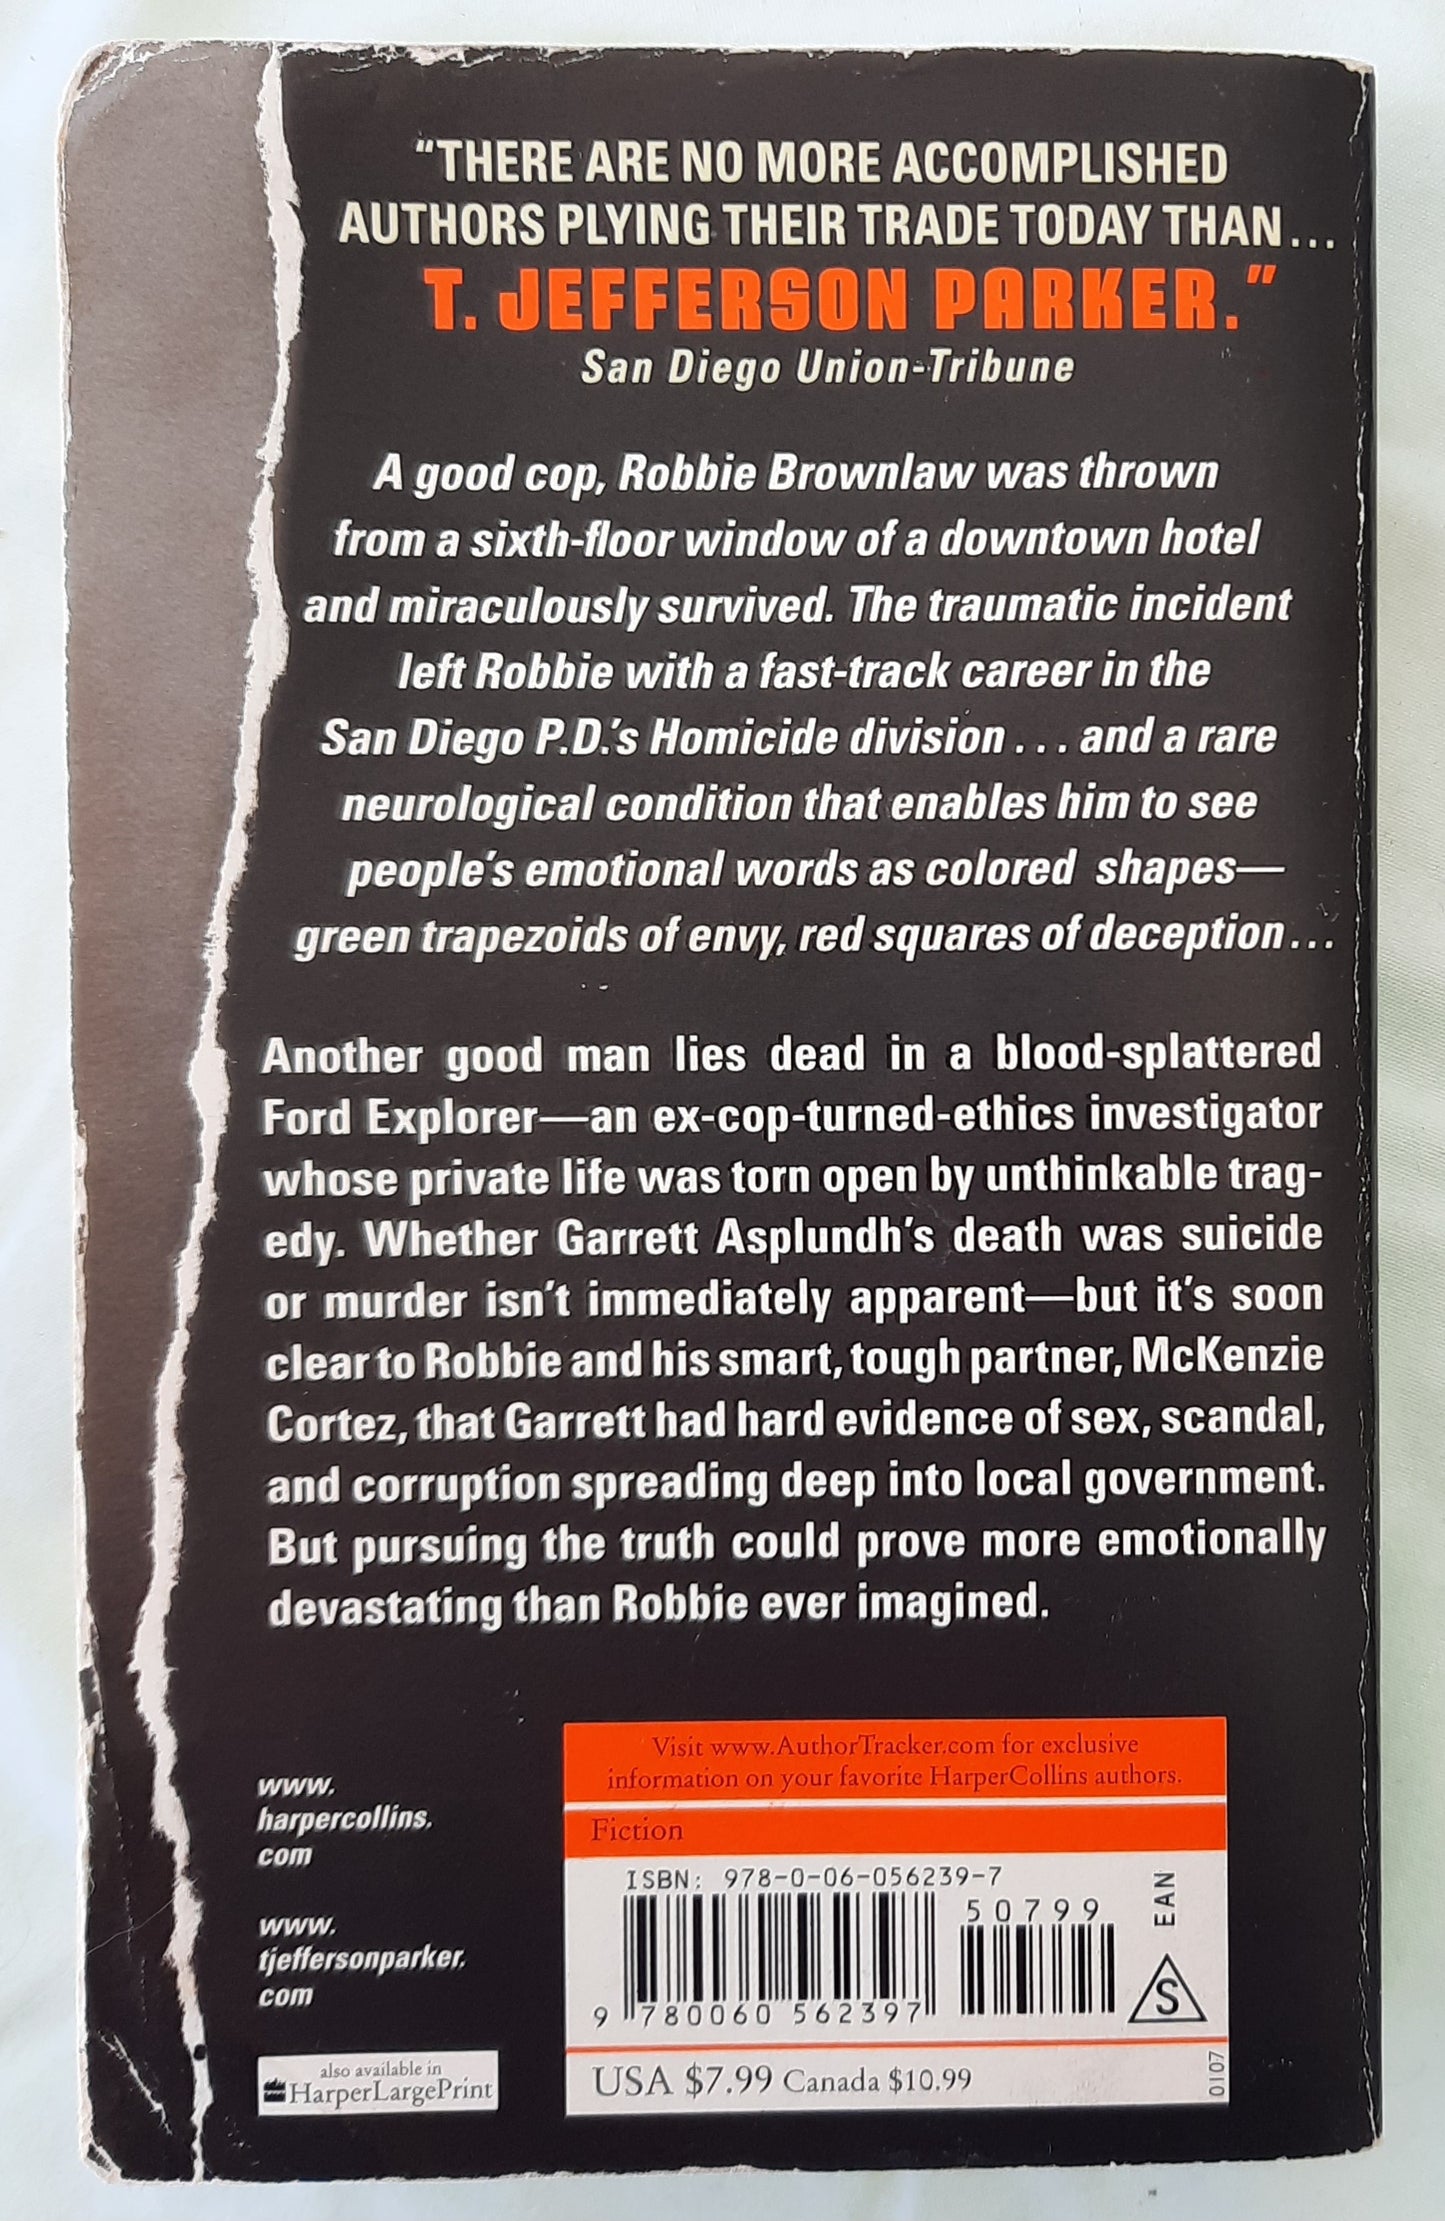 "THERE ARE NO MORE ACCOMPLISHED
AUTHORS PLYING THEIR TRADE TODAY THAN...
T. JEFFERSON PARKER."
San Diego Union-Tribune
A good cop, Robbie Brownlaw was thrown
from a sixth-floor window of a downtown hotel
and miraculously survived. The traumatic incident
left Robbie with a fast-track career in the
San Diego P.D.'s Homicide division . . . and a rare
neurological condition that enables him to see
people's emotional words as colored shapes—
green trapezoids of envy, red squares of deception...
Another good man lies dead in a blood-splattered
Ford Explorer—an ex-cop-turned-ethics investigator
whose private life was torn open by unthinkable trag-
edy. Whether Garrett Asplundh's death was suicide
or murder isn't immediately apparent—but it's soon
clear to Robbie and his smart, tough partner, McKenzie
Cortez, that Garrett had hard evidence of sex, scandal,
and corruption spreading deep into local government.
But pursuing the truth could prove more emotionally
devastating than Robbie ever imagined.
www.
harpercollins.
com
www.
tjeffersonparker.
com
also available in
HarperLargePrint
Visit www.AuthorTracker.com for exclusive
information on your favorite HarperCollins authors.
Fiction
ISBN: 978-0-06-056239-7
50799
EAN
9 780060 562397
S
USA $7.99 Canada $10.99
0107